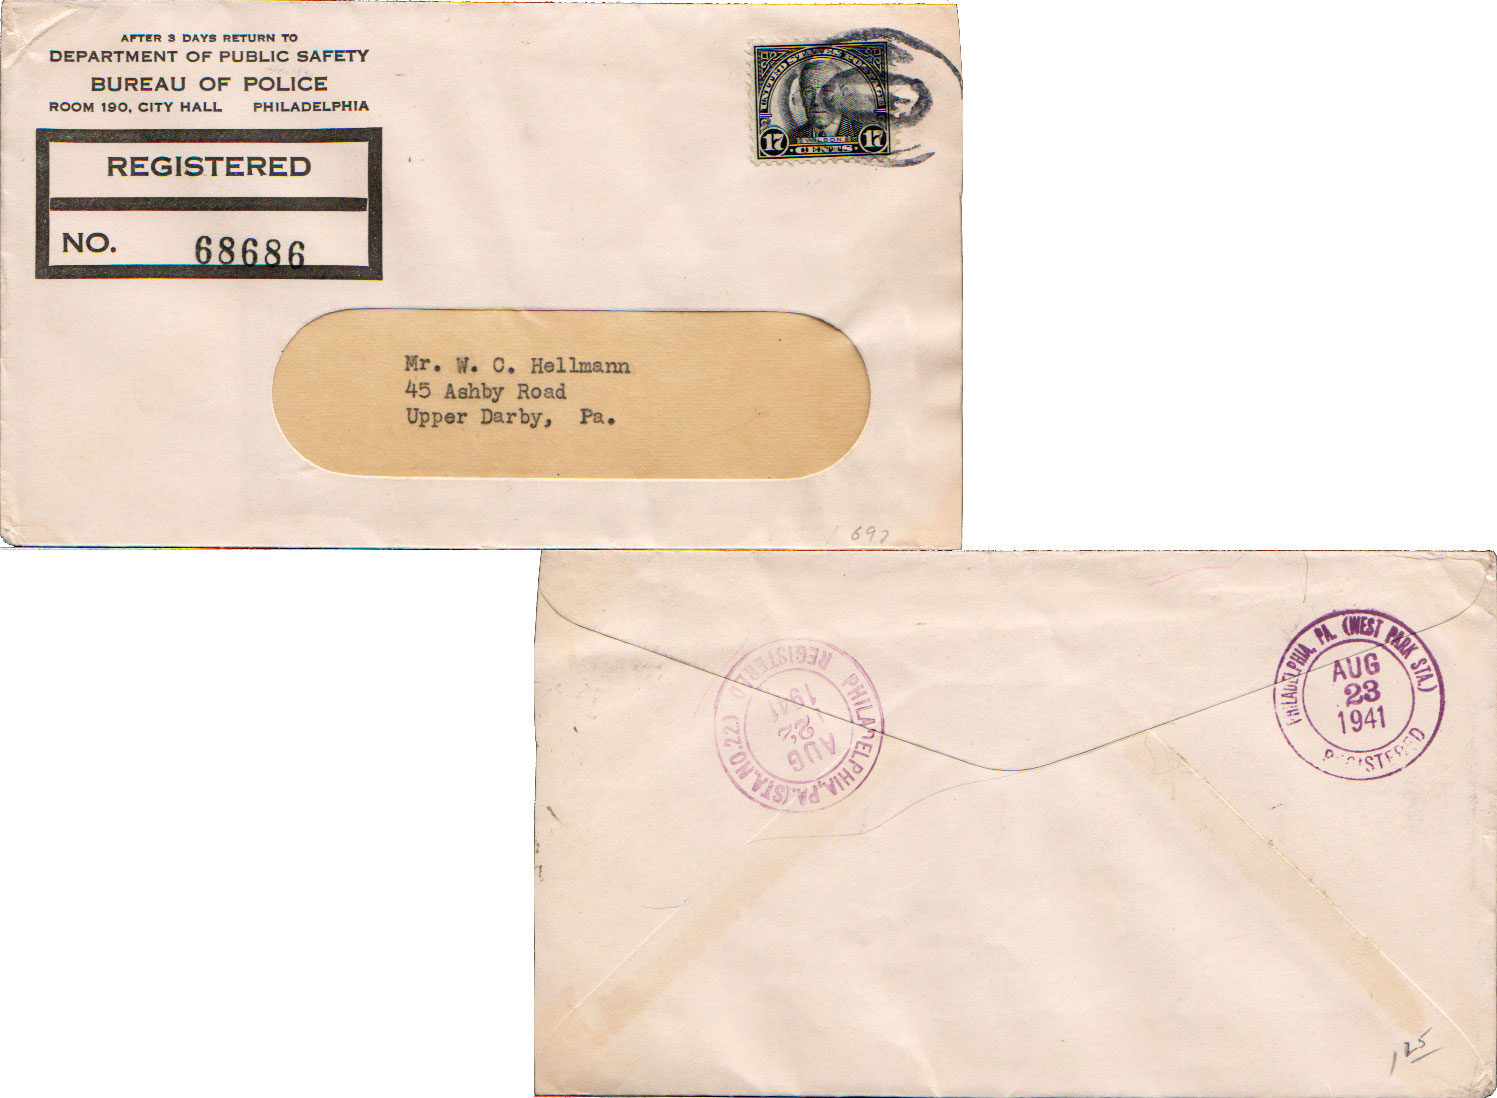 AFTER 3 DAYS RETURN TO
DEPARTMENT OF PUBLIC SAFETY
BUREAU OF POLICE
ROOM 190, CITY HALL PHILADELPHIA
REGISTERED
NO. 68686
UNITED STATES POSTAGE
WILSON
17 CENTS 17
Mr. W. C. Hellmann
45 Ashby Road
Upper Darby, Pa.
697
PHILADELPHIA, PA. (STA. NO. 22)
REGISTERED
AUG
22
1941
PHILADELPHIA, PA. (WEST PARK STA.)
AUG
23
1941
REGISTERED
125